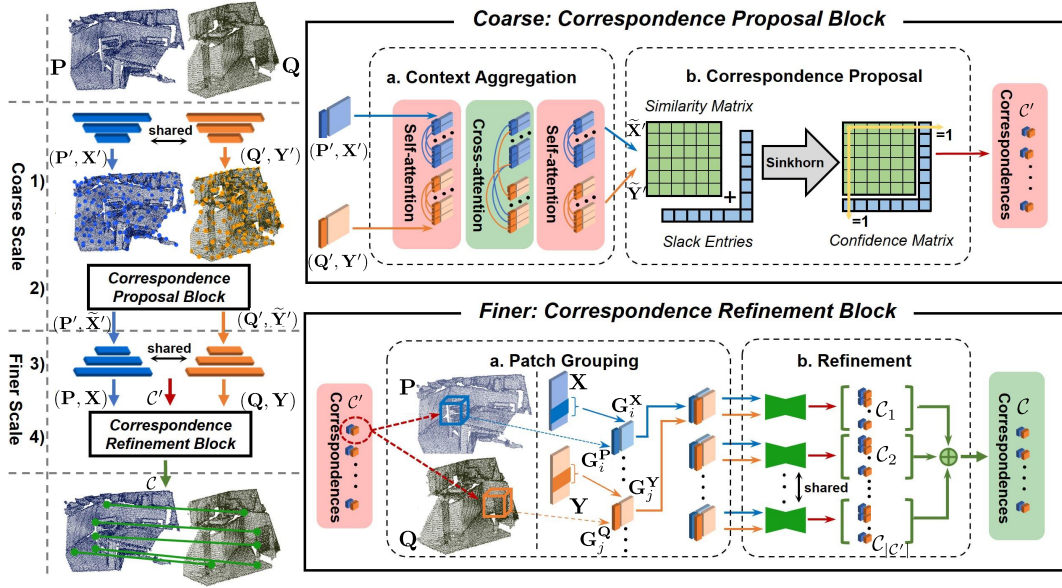 P
Q
Coarse Scale
1)
shared
(P′, X′)
(Q′, Y′)
2)
Correspondence
Proposal Block
(P′, X̃′)
(Q′, Ỹ′)
Finer Scale
3)
shared
(P, X)
C′
(Q, Y)
4)
Correspondence
Refinement Block
C
Coarse: Correspondence Proposal Block
a. Context Aggregation
(P′, X′)
(Q′, Y′)
Self-attention
Cross-attention
Self-attention
b. Correspondence Proposal
Similarity Matrix
X̃′
Ỹ′
+
Slack Entries
Sinkhorn
=1
=1
Confidence Matrix
C′
Correspondences
Finer: Correspondence Refinement Block
C′
Correspondences
a. Patch Grouping
P
Q
X
Y
G_i^X
G_i^P
G_j^Y
G_j^Q
b. Refinement
shared
C_1
C_2
C_|C′|
C
Correspondences